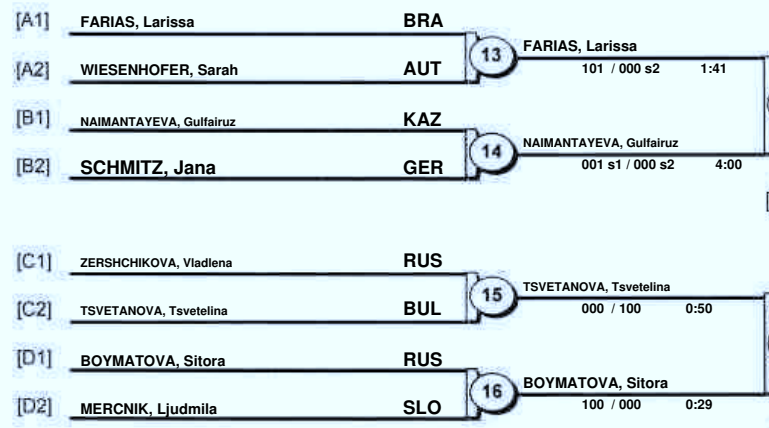 [A1] FARIAS, Larissa BRA
13 FARIAS, Larissa
101 / 000 s2 1:41
[A2] WIESENHOFER, Sarah AUT
[B1] NAIMANTAYEVA, Gulfairuz KAZ
14 NAIMANTAYEVA, Gulfairuz
001 s1 / 000 s2 4:00
[B2] SCHMITZ, Jana GER
[C1] ZERSHCHIKOVA, Vladlena RUS
15 TSVETANOVA, Tsvetelina
000 / 100 0:50
[C2] TSVETANOVA, Tsvetelina BUL
[D1] BOYMATOVA, Sitora RUS
16 BOYMATOVA, Sitora
100 / 000 0:29
[D2] MERCNIK, Ljudmila SLO